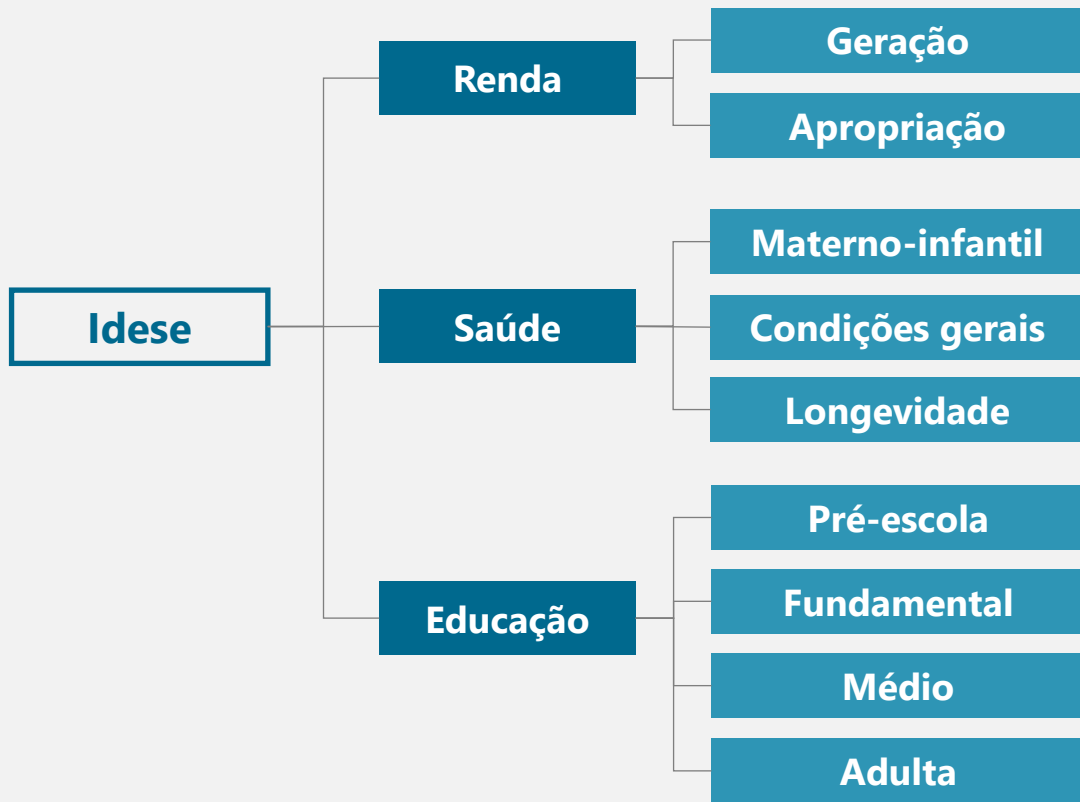 Idese
Renda
Geração
Apropriação
Saúde
Materno-infantil
Condições gerais
Longevidade
Educação
Pré-escola
Fundamental
Médio
Adulta